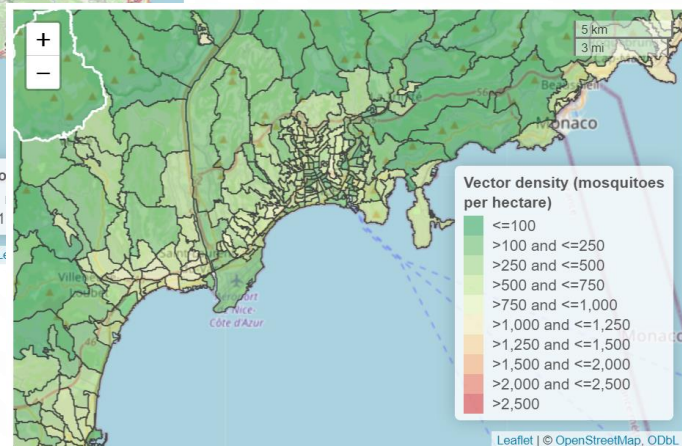 +
5 km
3 mi
−
Monaco
Vector density (mosquitoes
per hectare)
<=100
>100 and <=250
>250 and <=500
>500 and <=750
>750 and <=1,000
>1,000 and <=1,250
>1,250 and <=1,500
>1,500 and <=2,000
>2,000 and <=2,500
>2,500
Nice
Côte d'Azur
46
Leaflet | © OpenStreetMap, ODbL